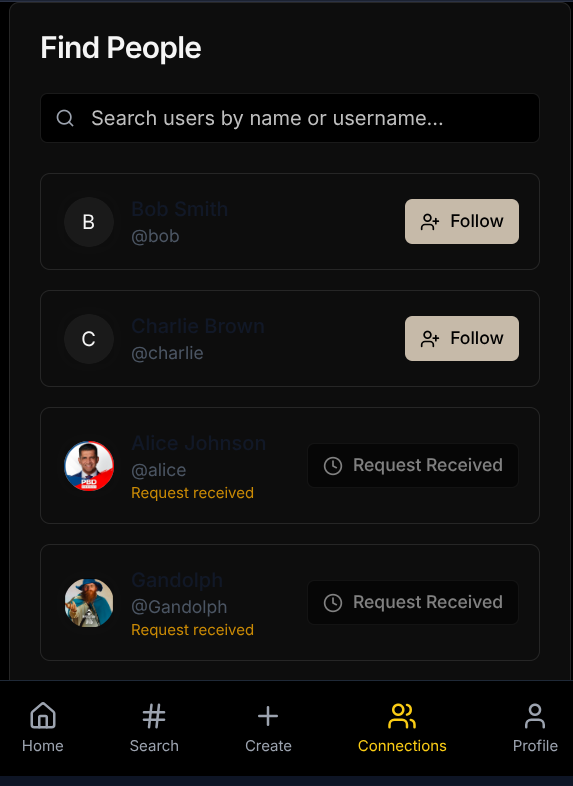 Find People
Search users by name or username...
B
Bob Smith
@bob
Follow
C
Charlie Brown
@charlie
Follow
Alice Johnson
@alice
Request received
Request Received
PBD
Gandolph
@Gandolph
Request received
Request Received
Home
Search
Create
Connections
Profile